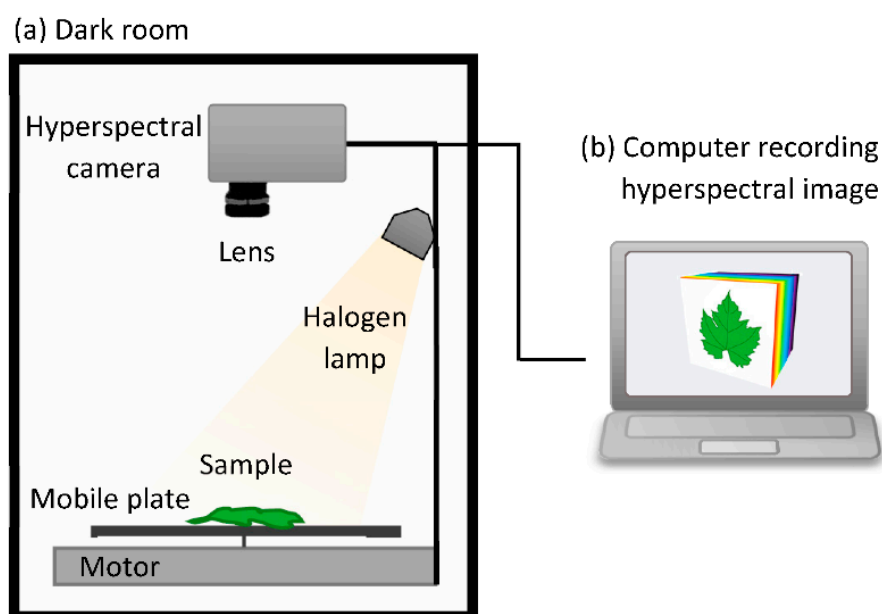 (a) Dark room
Hyperspectral
camera
Lens
Halogen
lamp
Sample
Mobile plate
Motor
(b) Computer recording
hyperspectral image